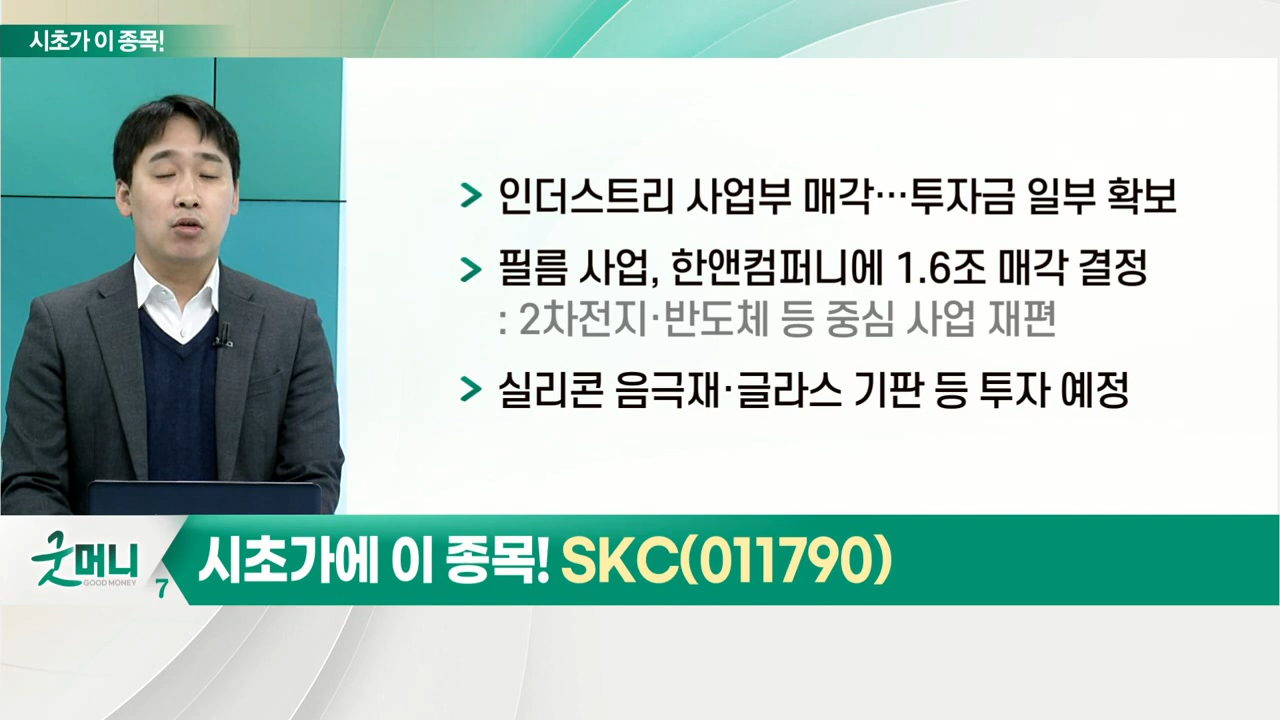 시초가 이 종목!
> 인더스트리 사업부 매각…투자금 일부 확보
> 필름 사업, 한앤컴퍼니에 1.6조 매각 결정
: 2차전지·반도체 등 중심 사업 재편
> 실리콘 음극재·글라스 기판 등 투자 예정
굿머니
GOOD MONEY
7
시초가에 이 종목! SKC(011790)